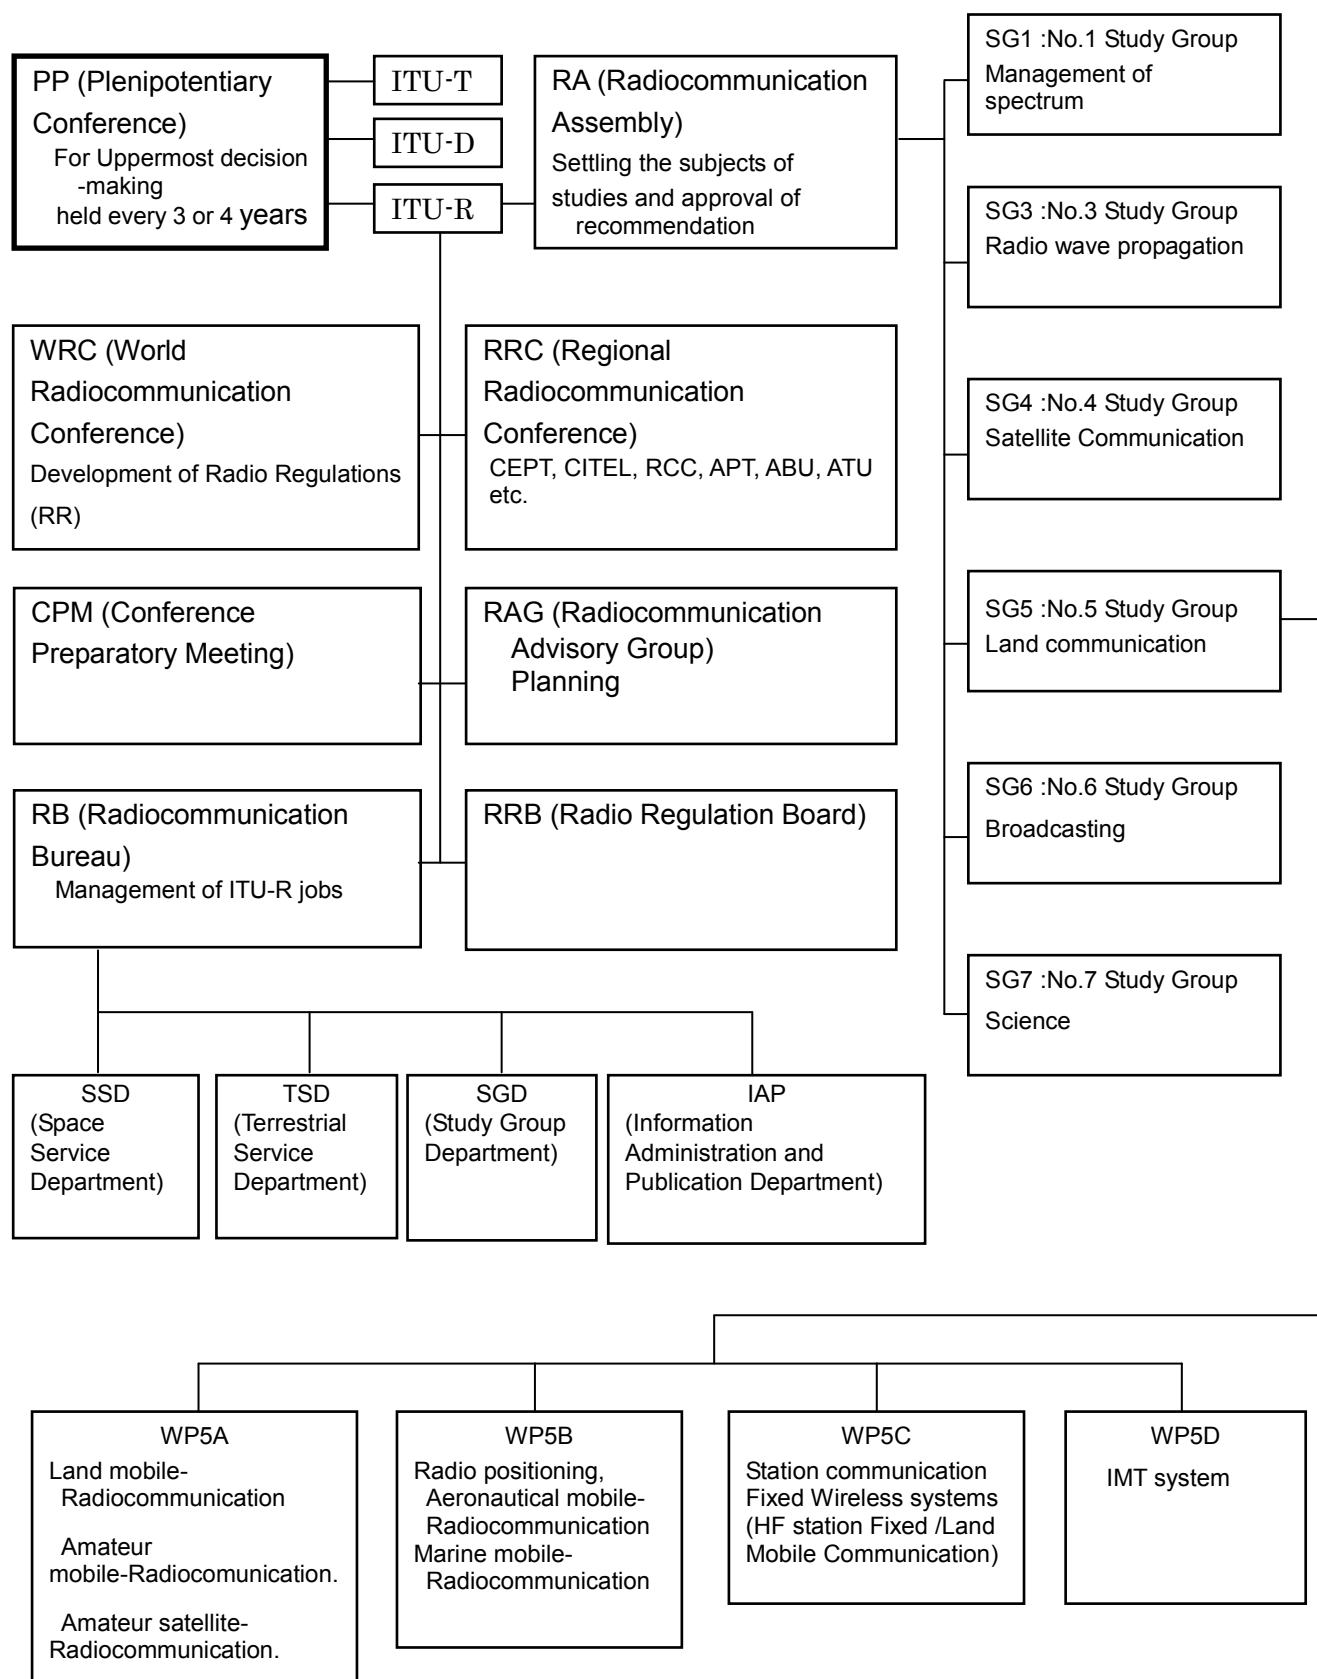 PP (Plenipotentiary
Conference)
For Uppermost decision
-making
held every 3 or 4 years
ITU-T
ITU-D
ITU-R
RA (Radiocommunication
Assembly)
Settling the subjects of
studies and approval of
recommendation
SG1 :No.1 Study Group
Management of
spectrum
SG3 :No.3 Study Group
Radio wave propagation
SG4 :No.4 Study Group
Satellite Communication
SG5 :No.5 Study Group
Land communication
SG6 :No.6 Study Group
Broadcasting
SG7 :No.7 Study Group
Science
WRC (World
Radiocommunication
Conference)
Development of Radio Regulations
(RR)
RRC (Regional
Radiocommunication
Conference)
CEPT, CITEL, RCC, APT, ABU, ATU
etc.
CPM (Conference
Preparatory Meeting)
RAG (Radiocommunication
Advisory Group)
Planning
RB (Radiocommunication
Bureau)
Management of ITU-R jobs
RRB (Radio Regulation Board)
SSD
(Space
Service
Department)
TSD
(Terrestrial
Service
Department)
SGD
(Study Group
Department)
IAP
(Information
Administration and
Publication Department)
WP5A
Land mobile-
Radiocommunication
Amateur
mobile-Radiocomunication.
Amateur satellite-
Radiocommunication.
WP5B
Radio positioning,
Aeronautical mobile-
Radiocommunication
Marine mobile-
Radiocommunication
WP5C
Station communication
Fixed Wireless systems
(HF station Fixed /Land
Mobile Communication)
WP5D
IMT system